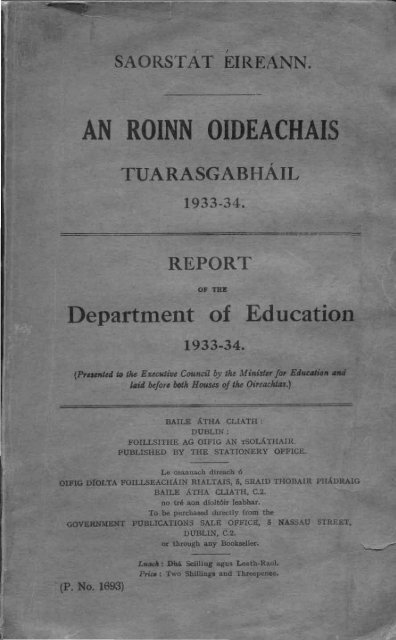 SAORSTÁT ÉIREANN.
AN ROINN OIDEACHAIS
TUARASGABHÁIL
1933-34.
REPORT
OF THE
Department of Education
1933-34.
(Presented to the Executive Council by the Minister for Education and
laid before both Houses of the Oireachtas.)
BAILE ÁTHA CLIATH :
DUBLIN :
FOILLSITHE AG OIFIG AN tSOLÁTHAIR.
PUBLISHED BY THE STATIONERY OFFICE.
Le ceannach díreach ó
OIFIG DÍOLTA FOILLSEACHÁIN RIALTAIS, 5, SRAID THOBAIR PHÁDRAIG
BAILE ÁTHA CLIATH, C.2.
no tré aon díoltóir leabhar.
To be purchased directly from the
GOVERNMENT PUBLICATIONS SALE OFFICE, 5 NASSAU STREET,
DUBLIN, C.2.
or through any Bookseller.
Luach : Dhá Scilling agus Leath-Raol.
Price : Two Shillings and Threepence.
(P. No. 1693)